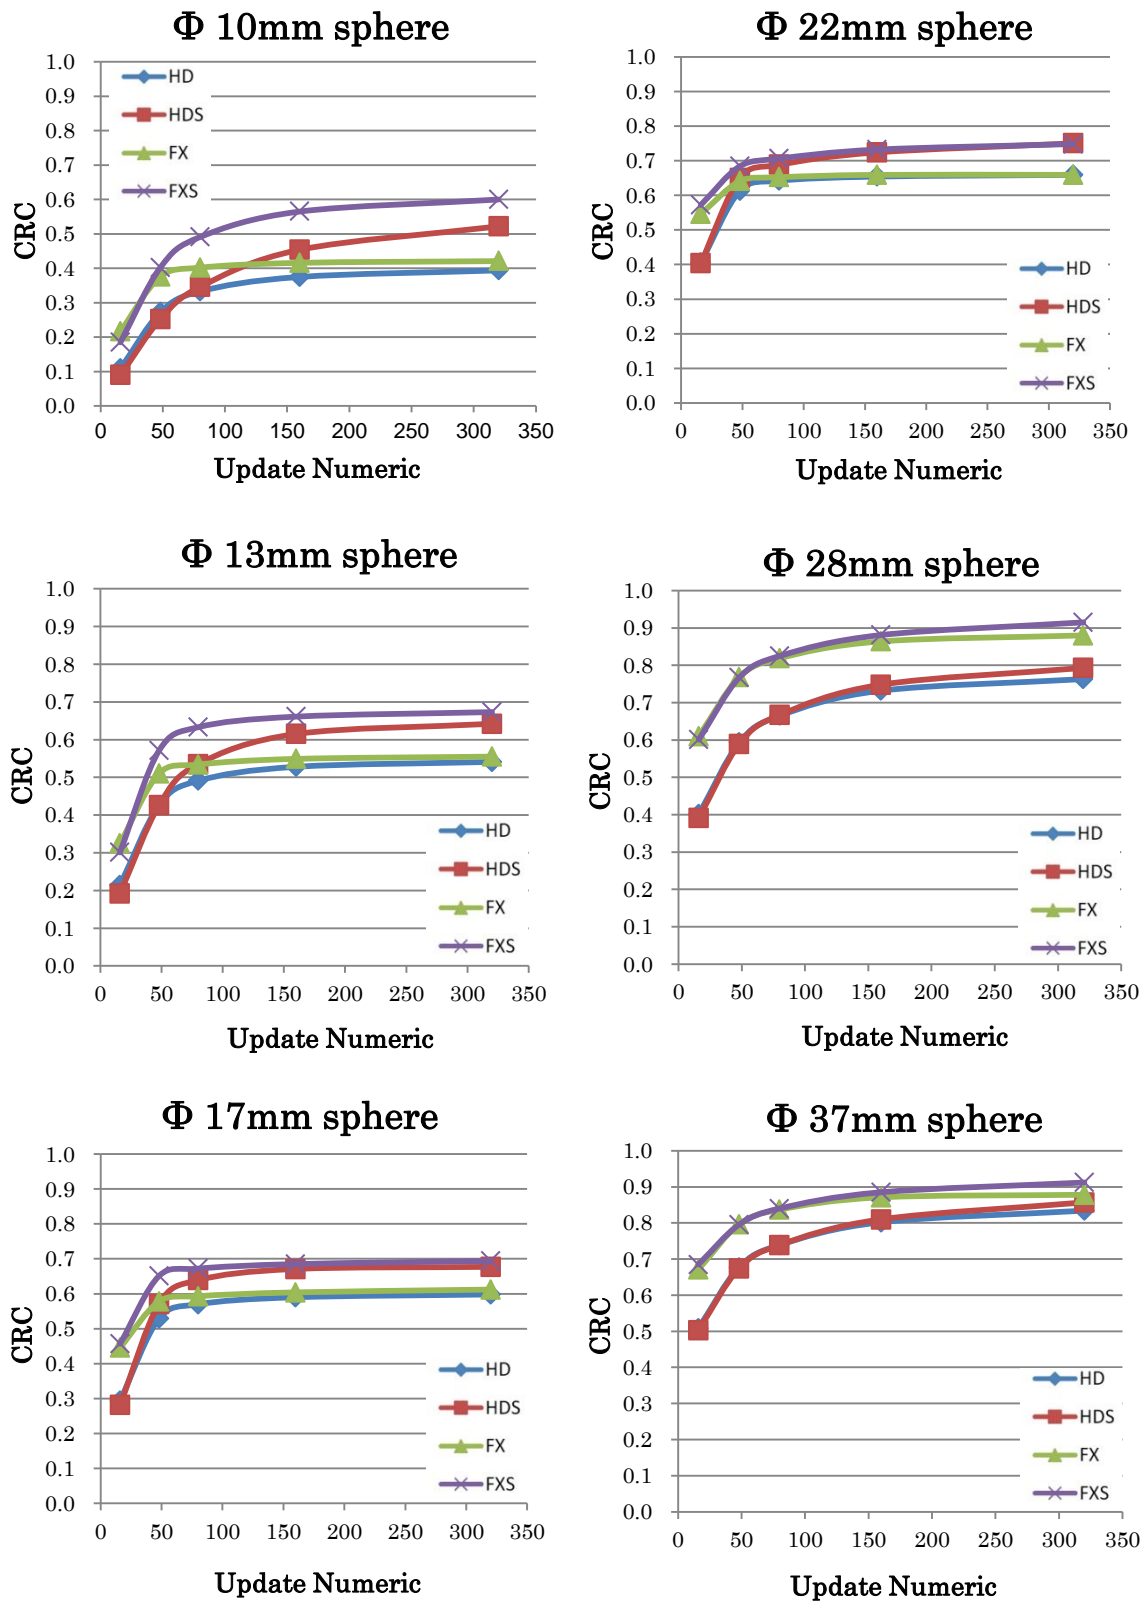 Φ 10mm sphere
1.0
0.9
0.8
0.7
0.6
0.5
0.4
0.3
0.2
0.1
0.0
CRC
HD
HDS
FX
FXS
0 50 100 150 200 250 300 350
Update Numeric
Φ 22mm sphere
1.0
0.9
0.8
0.7
0.6
0.5
0.4
0.3
0.2
0.1
0.0
CRC
HD
HDS
FX
FXS
0 50 100 150 200 250 300 350
Update Numeric
Φ 13mm sphere
1.0
0.9
0.8
0.7
0.6
0.5
0.4
0.3
0.2
0.1
0.0
CRC
HD
HDS
FX
FXS
0 50 100 150 200 250 300 350
Update Numeric
Φ 28mm sphere
1.0
0.9
0.8
0.7
0.6
0.5
0.4
0.3
0.2
0.1
0.0
CRC
HD
HDS
FX
FXS
0 50 100 150 200 250 300 350
Update Numeric
Φ 17mm sphere
1.0
0.9
0.8
0.7
0.6
0.5
0.4
0.3
0.2
0.1
0.0
CRC
HD
HDS
FX
FXS
0 50 100 150 200 250 300 350
Update Numeric
Φ 37mm sphere
1.0
0.9
0.8
0.7
0.6
0.5
0.4
0.3
0.2
0.1
0.0
CRC
HD
HDS
FX
FXS
0 50 100 150 200 250 300 350
Update Numeric